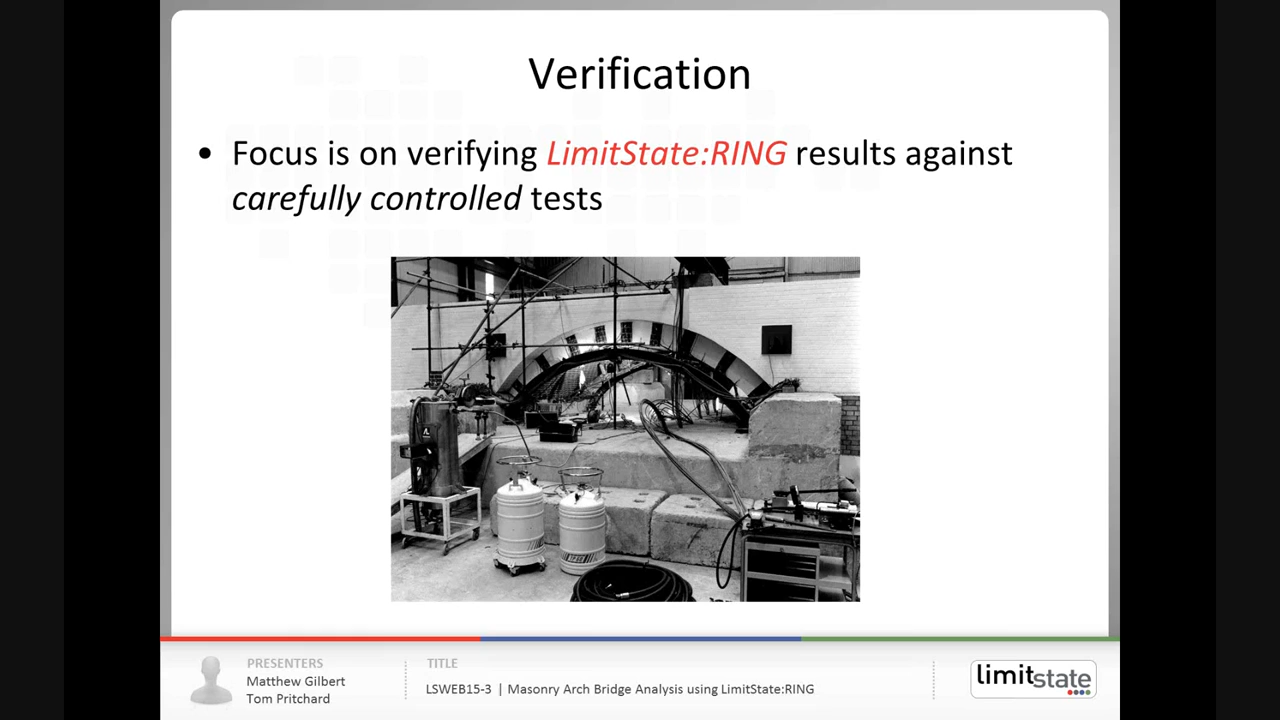 Verification
• Focus is on verifying LimitState:RING results against
carefully controlled tests
PRESENTERS
Matthew Gilbert
Tom Pritchard
TITLE
LSWEB15-3 | Masonry Arch Bridge Analysis using LimitState:RING
limitstate